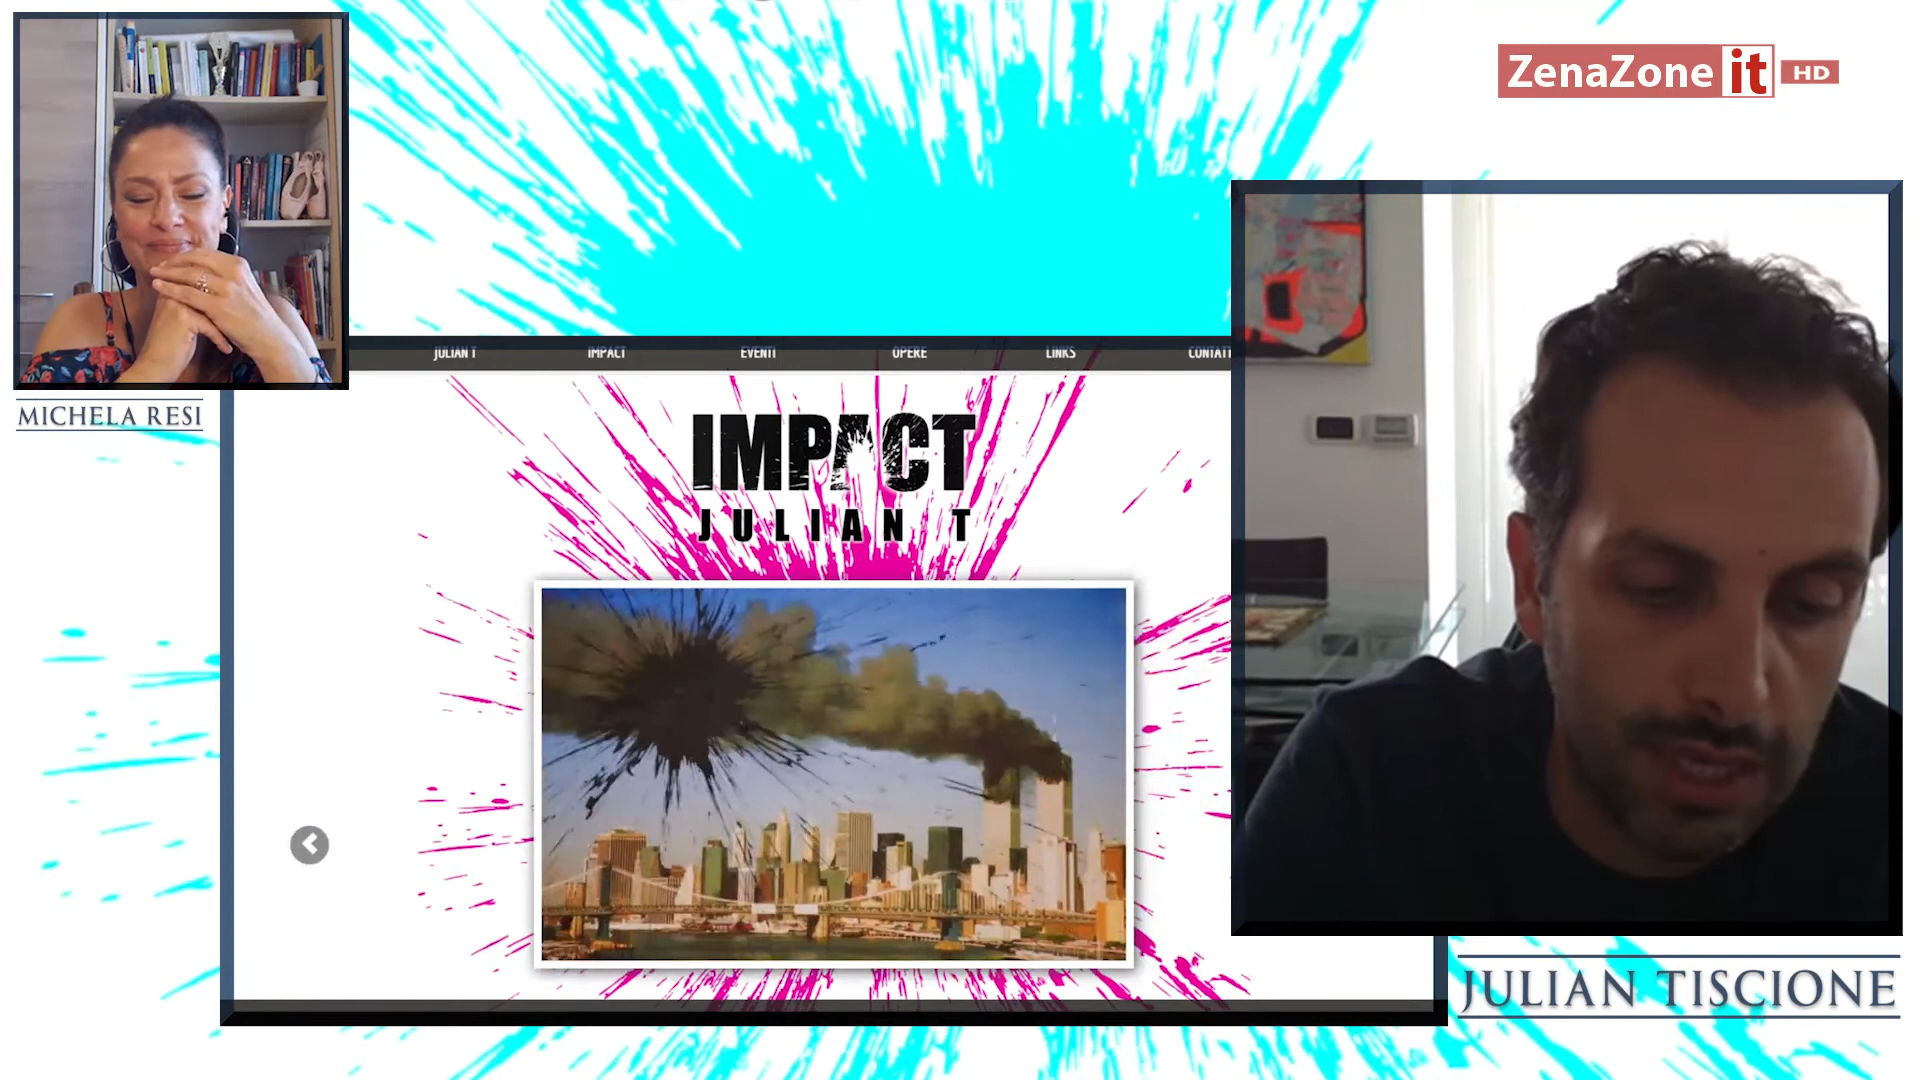 ZenaZone it HD
MICHELA RESI
JULIAN T IMPACT EVENTI OPERE LINKS CONTATTI
IMPACT
JULIAN T
JULIAN TISCIONE